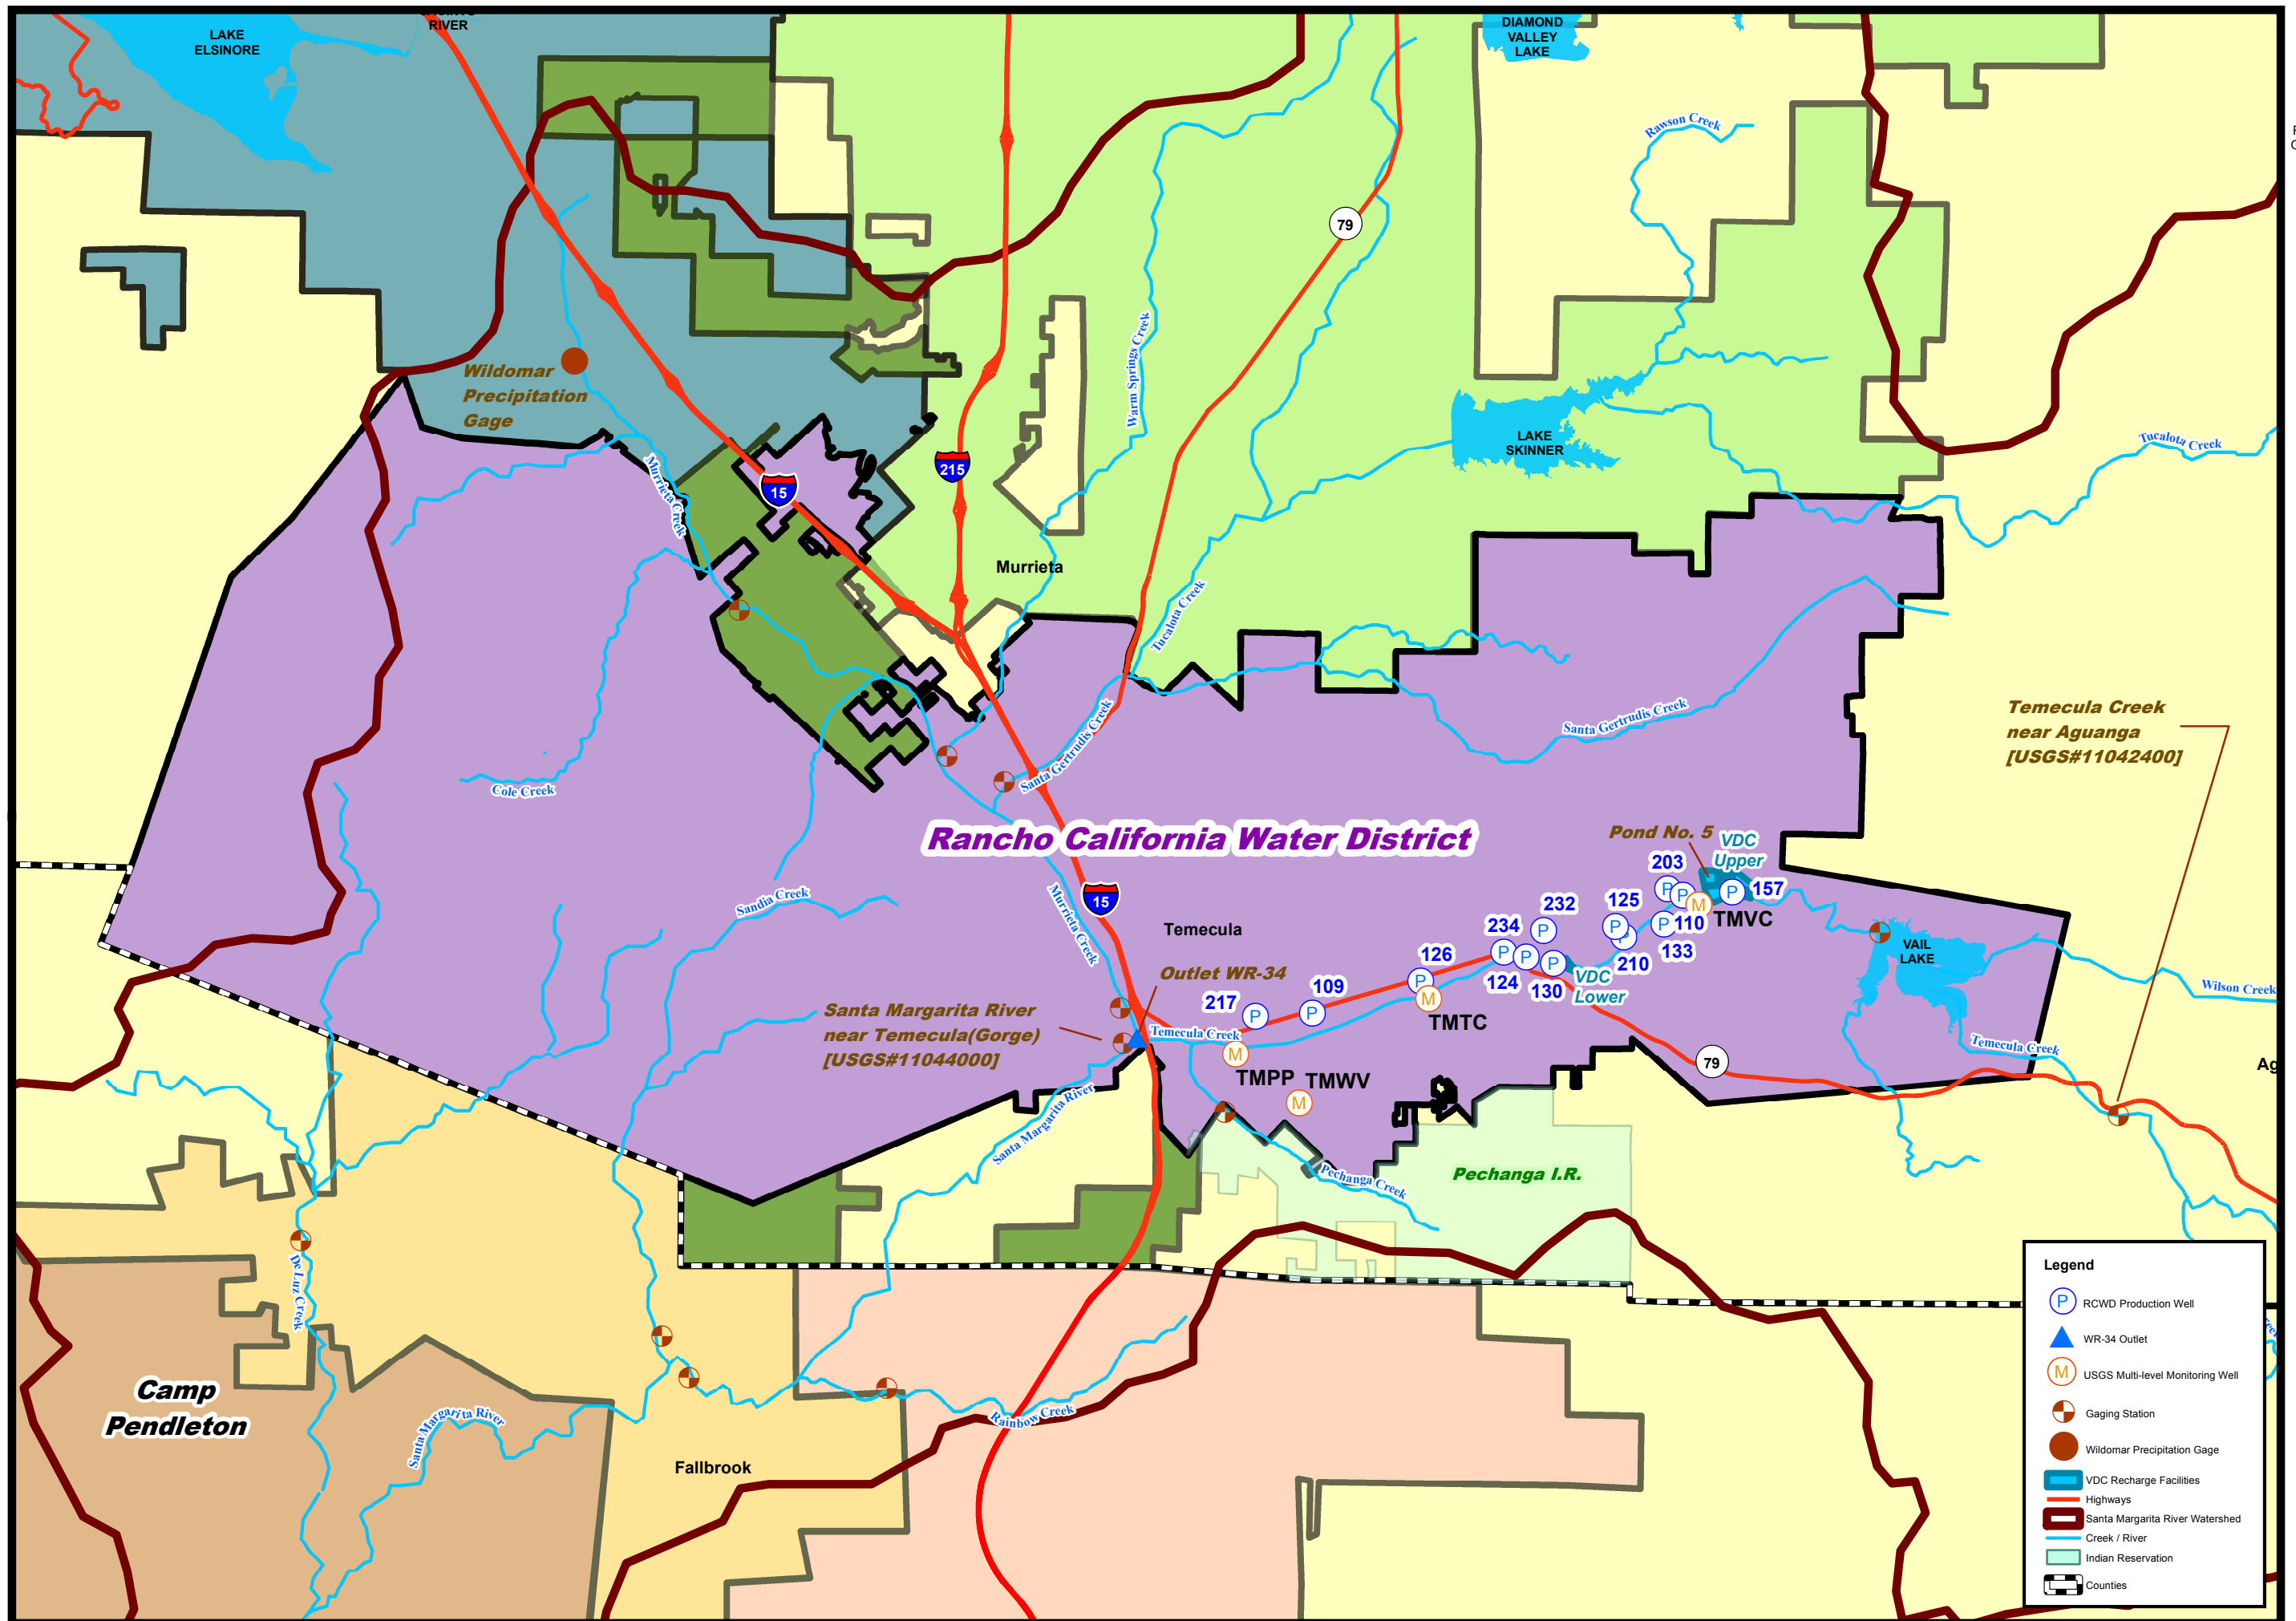 RIVER
LAKE
ELSINORE
DIAMOND
VALLEY
LAKE
Rawson Creek
79
Warm Springs Creek
Wildomar
Precipitation
Gage
LAKE
SKINNER
Tucalota Creek
215
15
Murrieta Creek
Murrieta
Tucalota Creek
Santa Gertrudis Creek
Temecula Creek
near Aguanga
[USGS#11042400]
Cole Creek
Santa Gertrudis Creek
Rancho California Water District
Pond No. 5
VDC
Upper
203
157
15
Murrieta Creek
Sandia Creek
Temecula
232
125
110
TMVC
234
133
VAIL
LAKE
126
210
124
130
VDC
Lower
Wilson Creek
Outlet WR-34
217
109
TMTC
Santa Margarita River
near Temecula(Gorge)
[USGS#11044000]
Temecula Creek
Temecula Creek
79
Ag
TMPP
TMWV
Santa Margarita River
Pechanga Creek
Pechanga I.R.
De Luz Creek
Camp
Pendleton
Santa Margarita River
Rainbow Creek
Fallbrook
Legend
P RCWD Production Well
WR-34 Outlet
M USGS Multi-level Monitoring Well
Gaging Station
Wildomar Precipitation Gage
VDC Recharge Facilities
Highways
Santa Margarita River Watershed
Creek / River
Indian Reservation
Counties